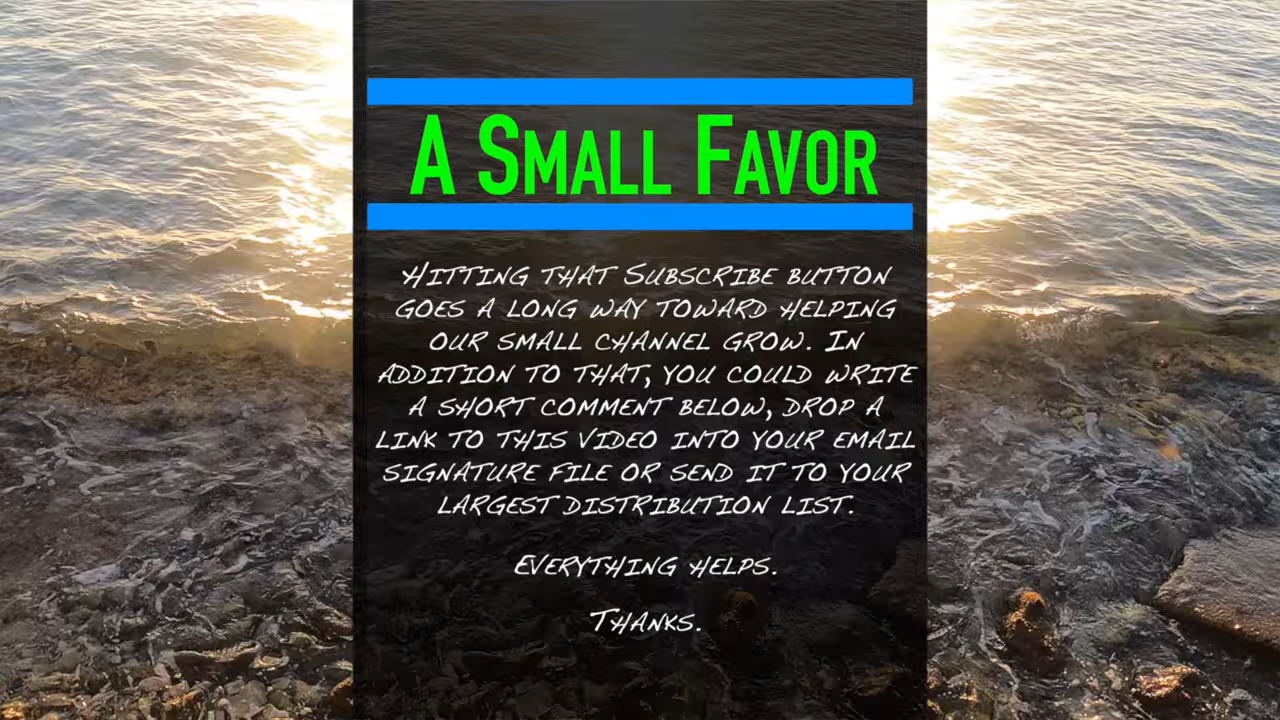 A Small Favor
Hitting that Subscribe button
goes a long way toward helping
our small channel grow. In
addition to that, you could write
a short comment below, drop a
link to this video into your email
signature file or send it to your
largest distribution list.
Everything helps.
Thanks.